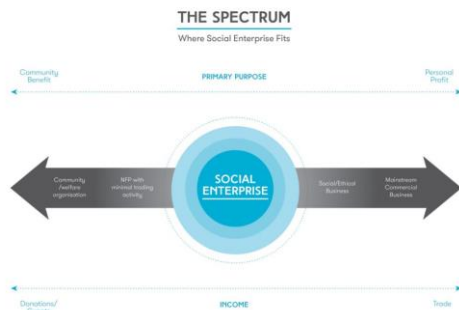 THE SPECTRUM
Where Social Enterprise Fits
Community
Benefit
PRIMARY PURPOSE
Personal
Profit
Community
/welfare
organisation
NFP with
minimal trading
activity
SOCIAL
ENTERPRISE
Social/Ethical
Business
Mainstream
Commercial
Business
Donations/
INCOME
Trade